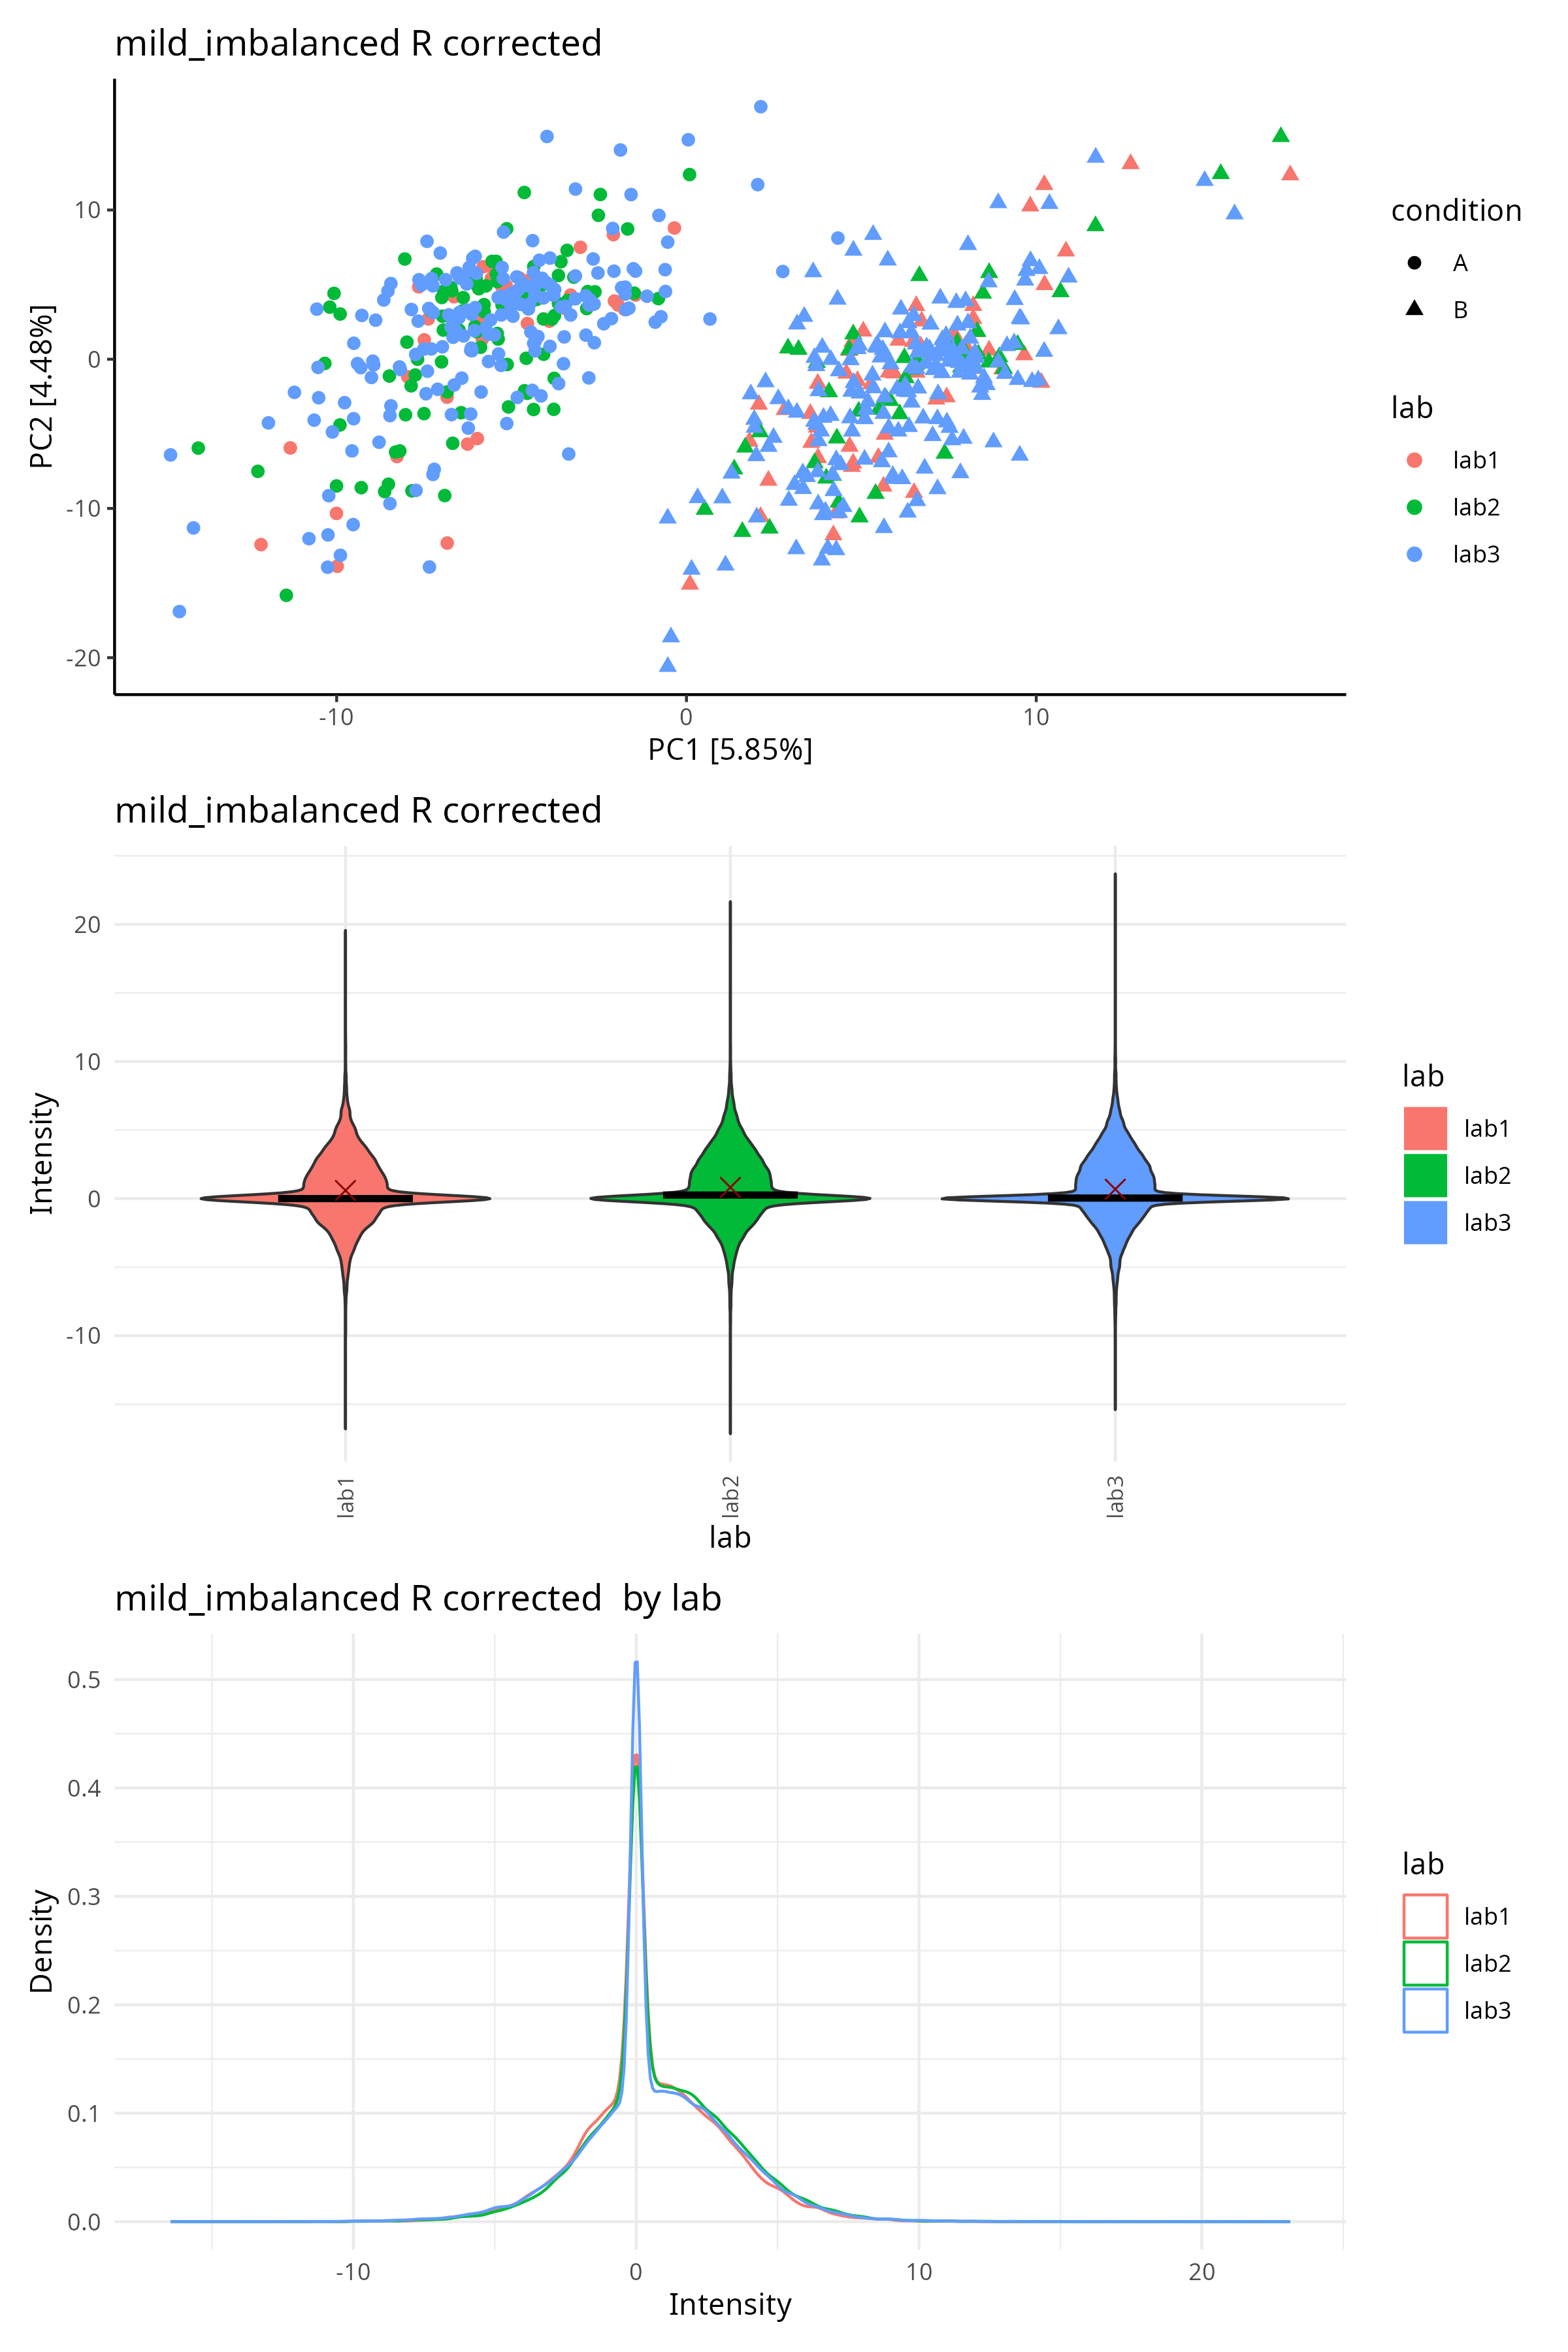 mild_imbalanced R corrected
PC2 [4.48%]
10
0
-10
-20
-10
0
10
PC1 [5.85%]
condition
A
B
lab
lab1
lab2
lab3
mild_imbalanced R corrected
Intensity
20
10
0
-10
lab1
lab2
lab3
lab
lab
lab1
lab2
lab3
mild_imbalanced R corrected  by lab
Density
0.5
0.4
0.3
0.2
0.1
0.0
-10
0
10
20
Intensity
lab
lab1
lab2
lab3